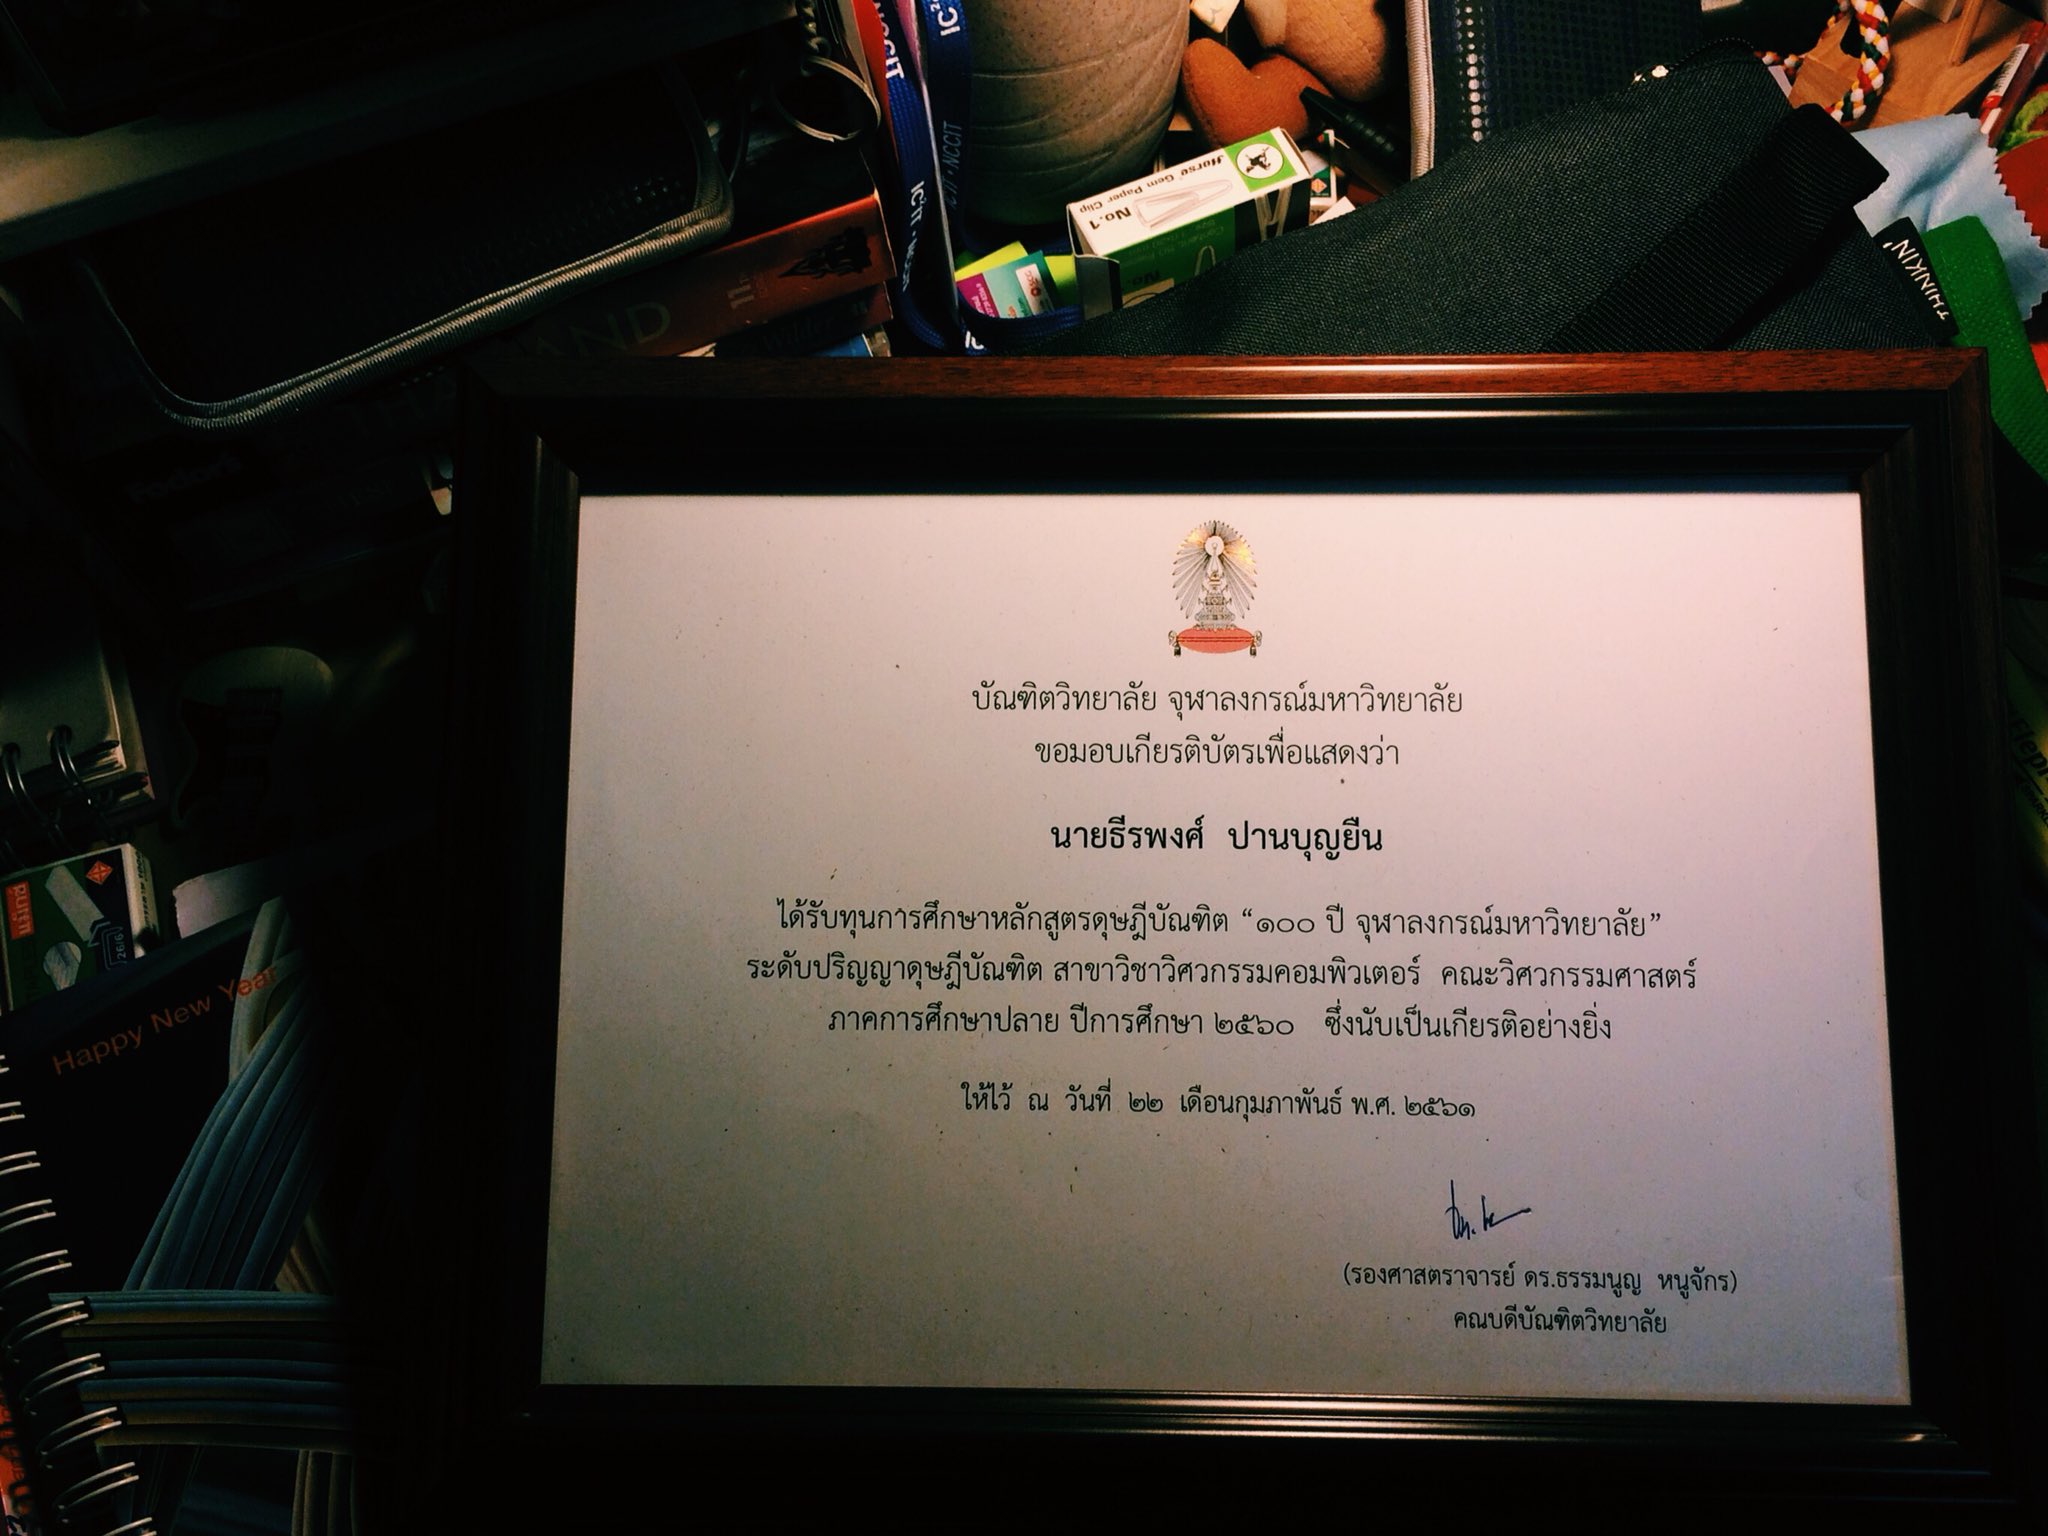 IC²
NCCIT
Horse Gem Paper Clip
No.1
THINKIN'
11
AND
แม็กซ์
26/6
Happy New Year
บัณฑิตวิทยาลัย จุฬาลงกรณ์มหาวิทยาลัย
ขอมอบเกียรติบัตรเพื่อแสดงว่า
นายธีรพงศ์ ปานบุญยืน
ได้รับทุนการศึกษาหลักสูตรดุษฎีบัณฑิต “๑๐๐ ปี จุฬาลงกรณ์มหาวิทยาลัย”
ระดับปริญญาดุษฎีบัณฑิต สาขาวิชาวิศวกรรมคอมพิวเตอร์ คณะวิศวกรรมศาสตร์
ภาคการศึกษาปลาย ปีการศึกษา ๒๕๖๐ ซึ่งนับเป็นเกียรติอย่างยิ่ง
ให้ไว้ ณ วันที่ ๒๒ เดือนกุมภาพันธ์ พ.ศ. ๒๕๖๑
(รองศาสตราจารย์ ดร.ธรรมนูญ หนูจักร)
คณบดีบัณฑิตวิทยาลัย